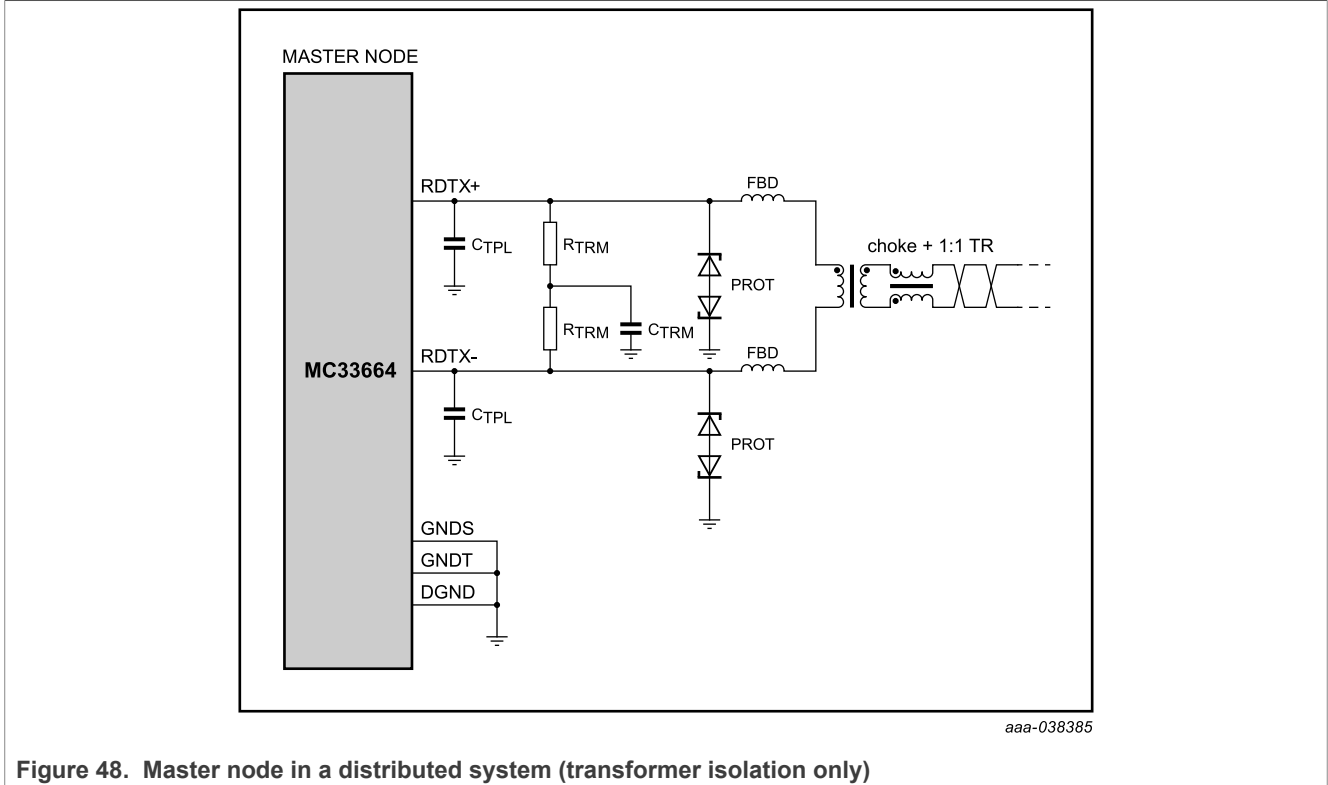 MASTER NODE
RDTX+
FBD
CTPL
RTRM
choke + 1:1 TR
PROT
RTRM
CTRM
RDTX-
FBD
MC33664
CTPL
PROT
GNDS
GNDT
DGND
aaa-038385
Figure 48. Master node in a distributed system (transformer isolation only)